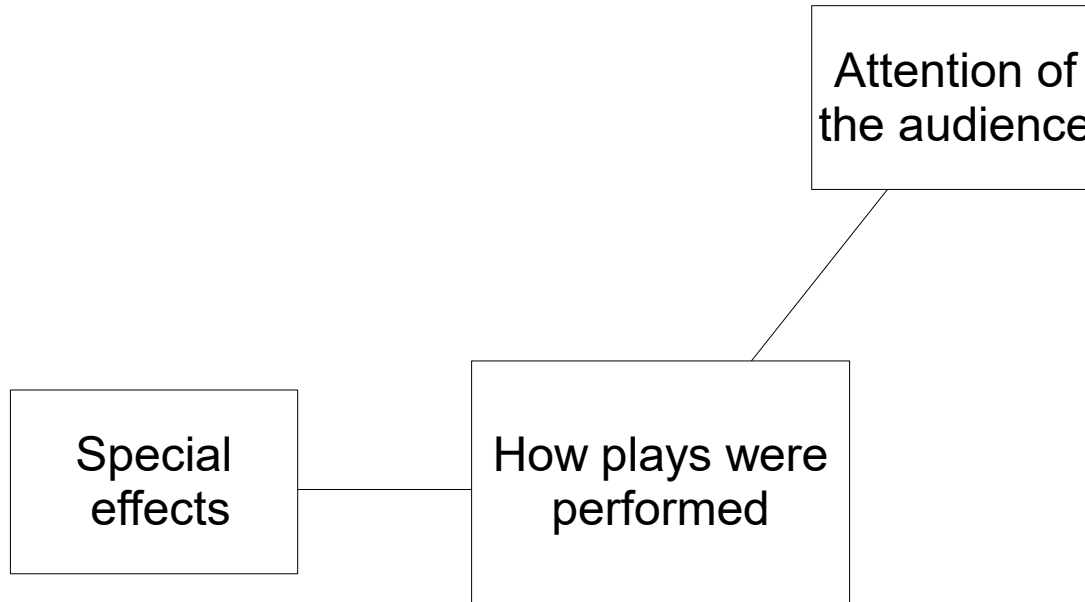 Attention of
the audience
Special
effects
How plays were
performed